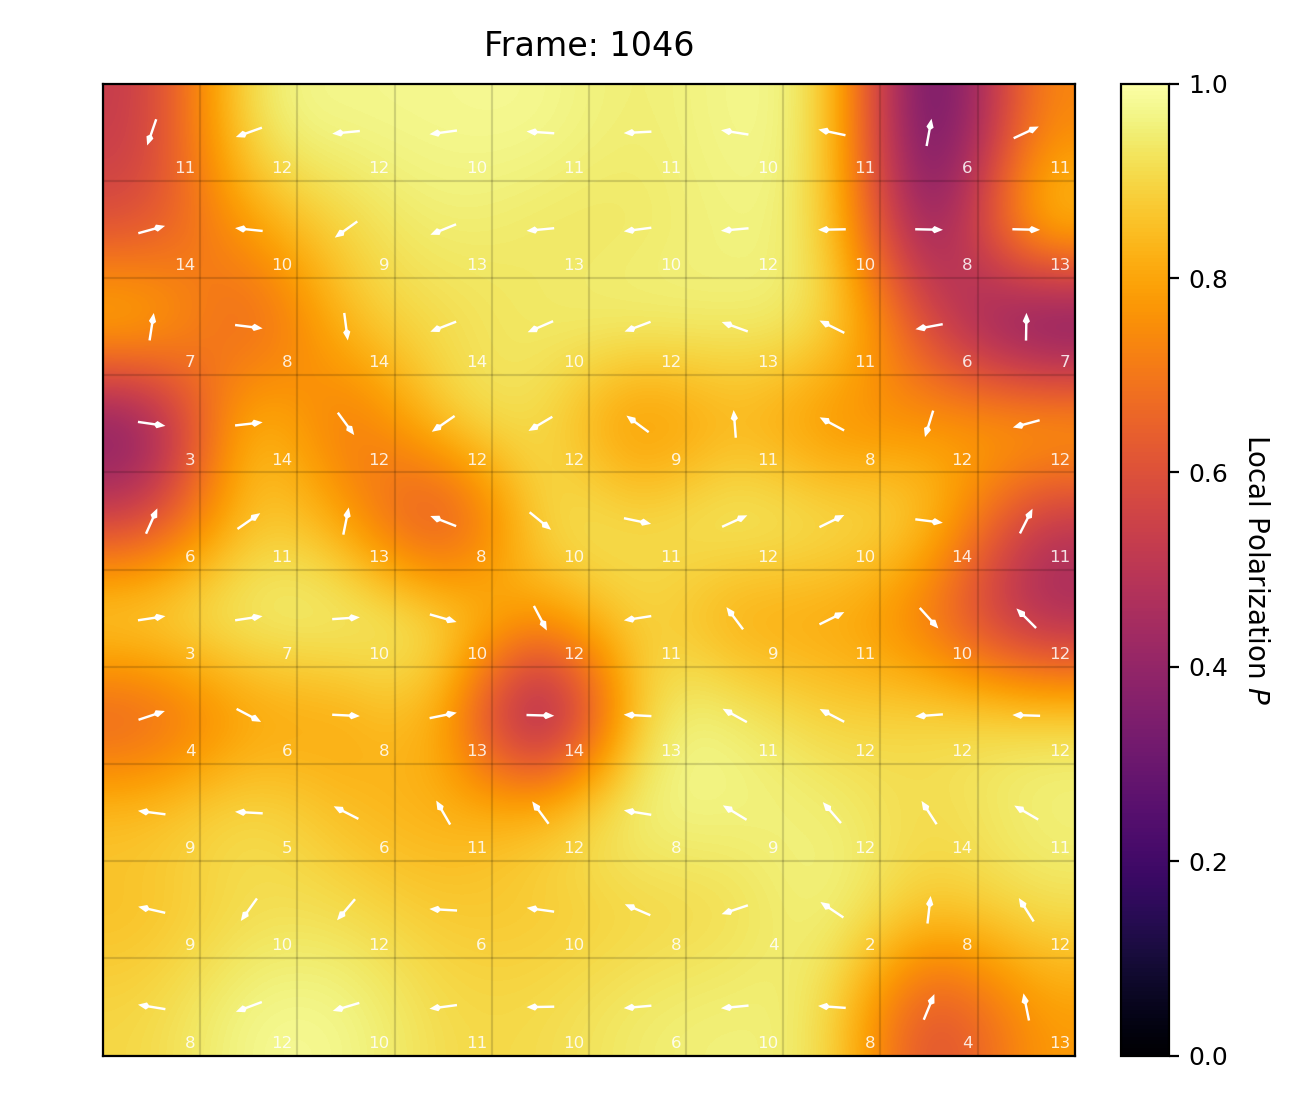 Frame: 1046
11 12 12 10 11 11 10 11 6 11
14 10 9 13 13 10 12 10 8 13
7 8 14 14 10 12 13 11 6 7
3 14 12 12 12 9 11 8 12 12
6 11 13 8 10 11 12 10 14 11
3 7 10 10 12 11 9 11 10 12
4 6 8 13 14 13 11 12 12 12
9 5 6 11 12 8 9 12 14 11
9 10 12 6 10 8 4 2 8 12
8 12 10 11 10 6 10 8 4 13
1.0
0.8
0.6
0.4
0.2
0.0
Local Polarization P